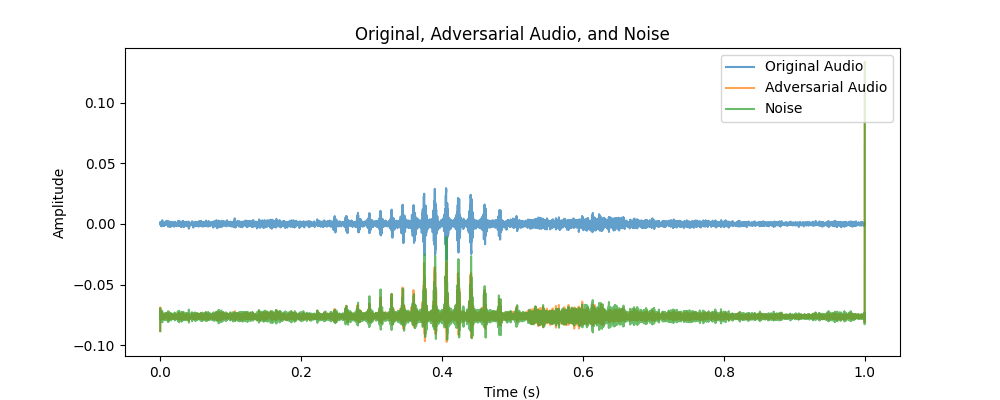 Original, Adversarial Audio, and Noise
Original Audio
Adversarial Audio
Noise
Amplitude
0.10
0.05
0.00
−0.05
−0.10
0.0 0.2 0.4 0.6 0.8 1.0
Time (s)